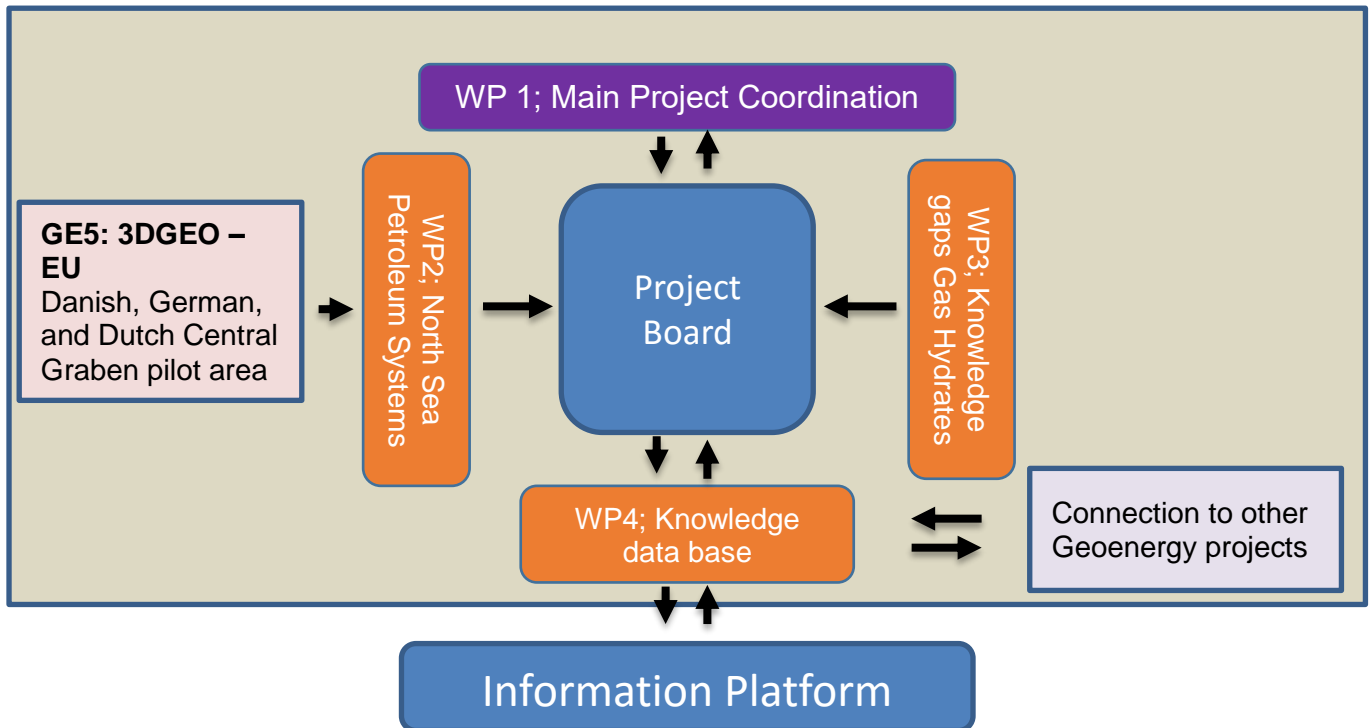 WP 1; Main Project Coordination
GE5: 3DGEO –
EU
Danish, German,
and Dutch Central
Graben pilot area
WP2; North Sea
Petroleum Systems
Project
Board
WP3; Knowledge
gaps Gas Hydrates
WP4; Knowledge
data base
Connection to other
Geoenergy projects
Information Platform